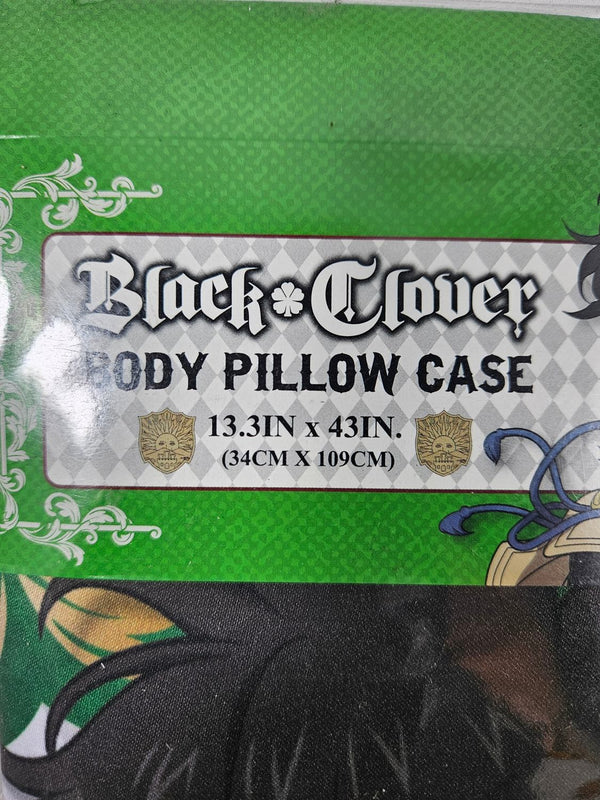 Black Clover
BODY PILLOW CASE
13.3IN x 43IN.
(34CM X 109CM)